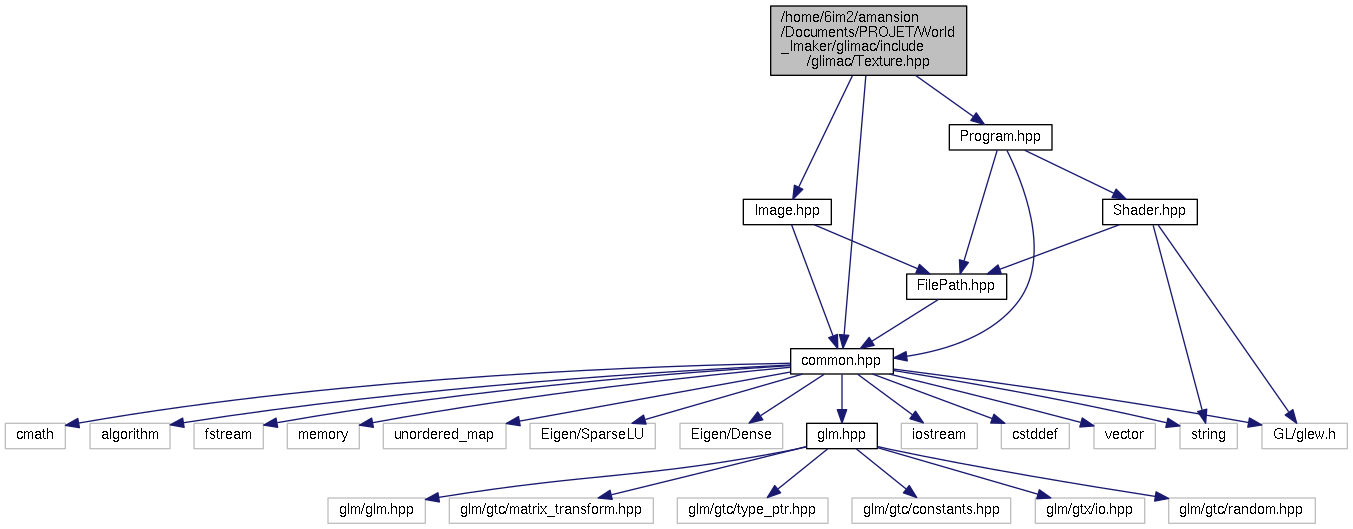 /home/6im2/amansion
/Documents/PROJET/World
_Imaker/glimac/include
/glimac/Texture.hpp
Program.hpp
Image.hpp
Shader.hpp
FilePath.hpp
common.hpp
cmath
algorithm
fstream
memory
unordered_map
Eigen/SparseLU
Eigen/Dense
glm.hpp
iostream
cstddef
vector
string
GL/glew.h
glm/glm.hpp
glm/gtc/matrix_transform.hpp
glm/gtc/type_ptr.hpp
glm/gtc/constants.hpp
glm/gtx/io.hpp
glm/gtc/random.hpp